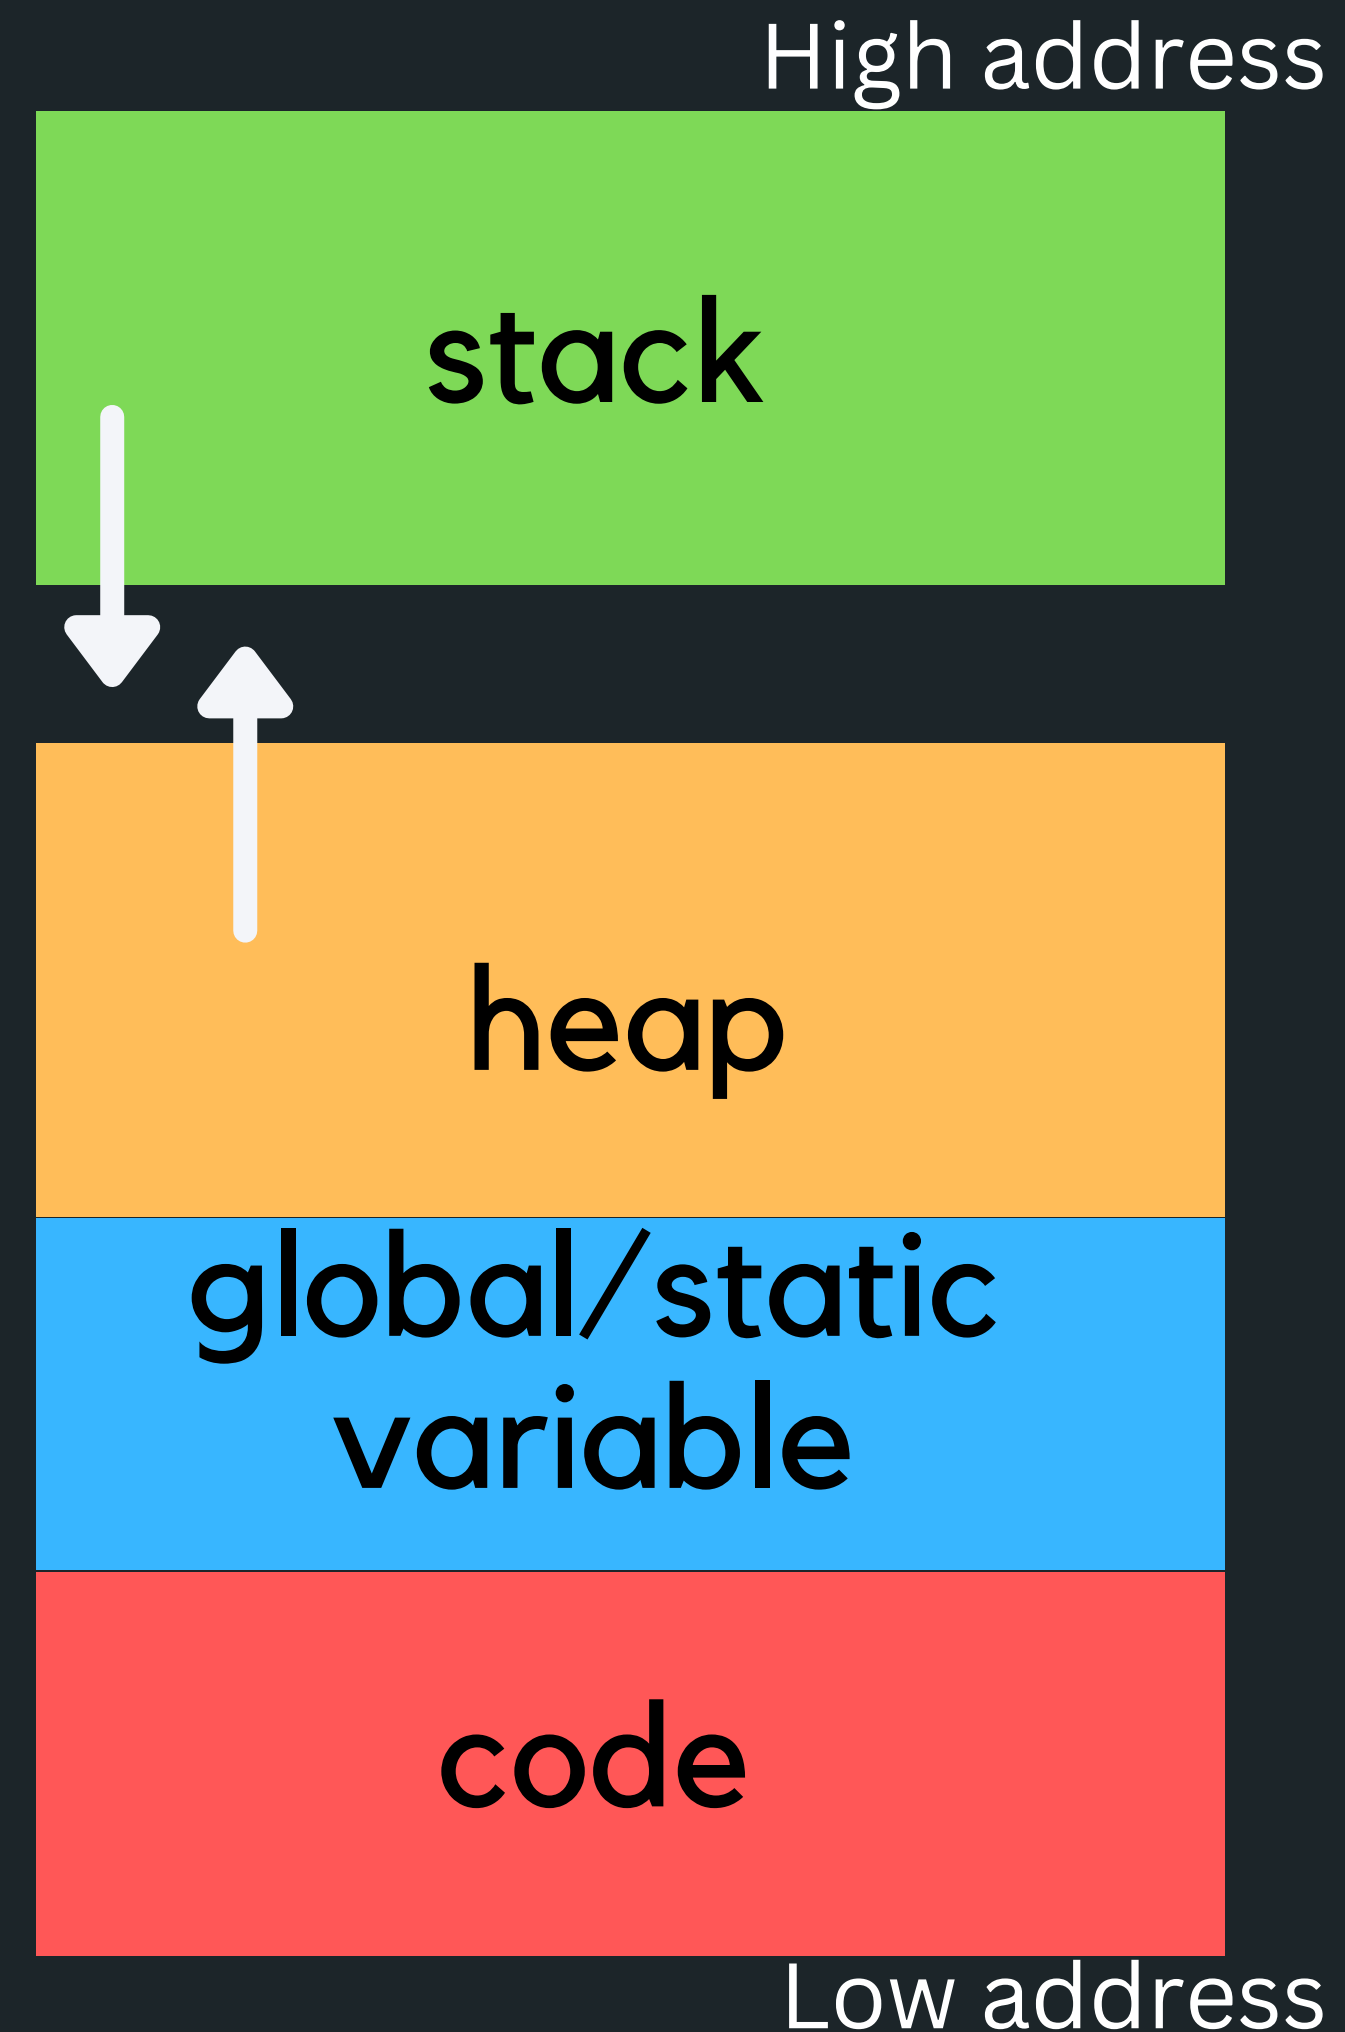 High address
stack
heap
global/static
variable
code
Low address